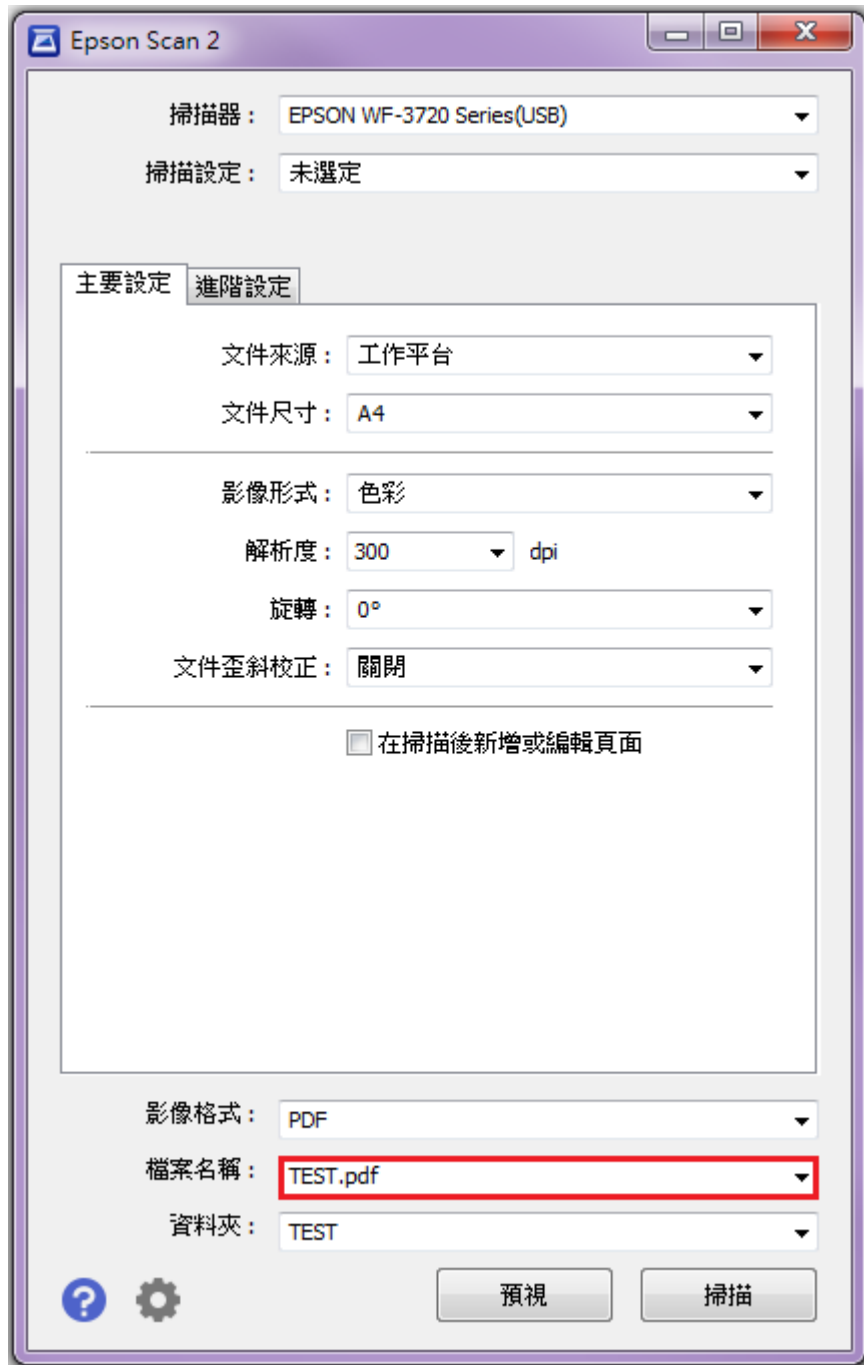 Epson Scan 2
掃描器： EPSON WF-3720 Series(USB)
掃描設定： 未選定
主要設定 進階設定
文件來源： 工作平台
文件尺寸： A4
影像形式： 色彩
解析度： 300 dpi
旋轉： 0°
文件歪斜校正： 關閉
在掃描後新增或編輯頁面
影像格式： PDF
檔案名稱： TEST.pdf
資料夾： TEST
? 預視 掃描